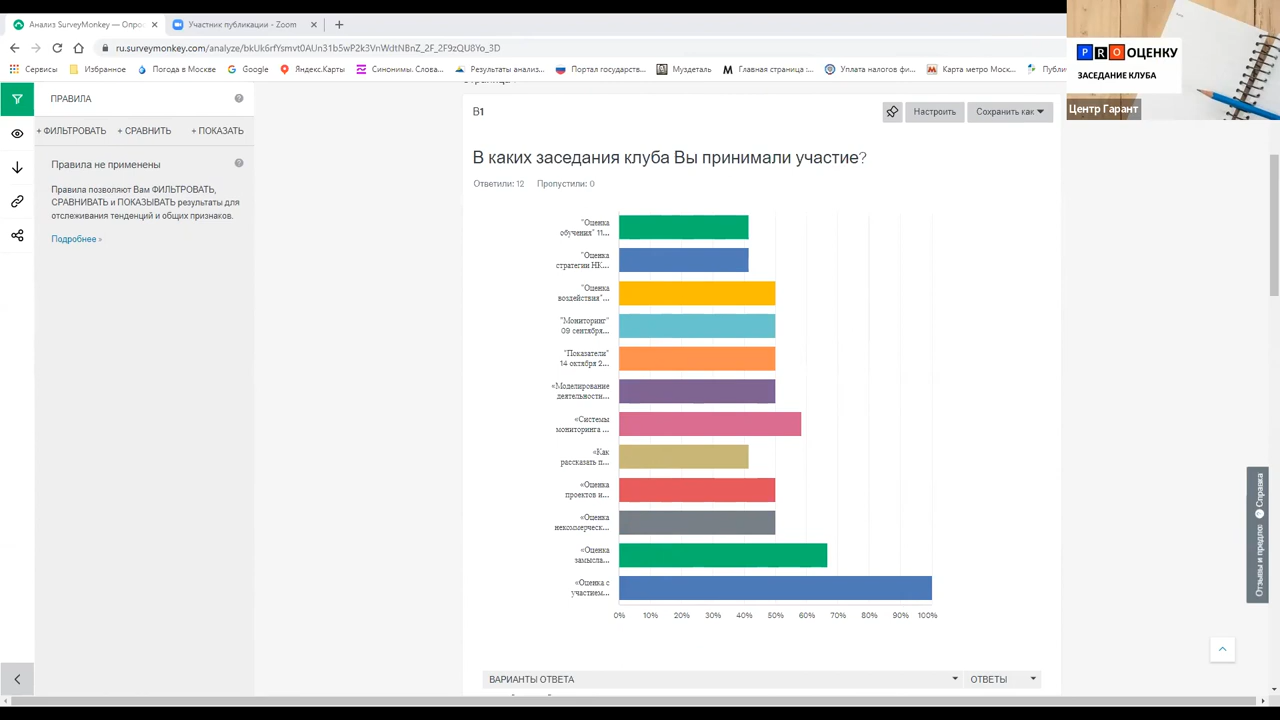 Анализ SurveyMonkey — Опро
Участник публикации - Zoom
ru.surveymonkey.com/analyze/bkUk6rfYsmvt0AUn31b5wP2k3VnWdtNBnZ_2F_2F9zQU8Yo_3D
Сервисы
Избранное
Погода в Москве
Google
Яндекс.Карты
Синонимы. Слова...
Результаты анализ...
Портал государств...
Муздеталь
Главная страница :...
Уплата налогов фи...
Карта метро Моск...
Публи
PRO ОЦЕНКУ
ЗАСЕДАНИЕ КЛУБА
Центр Гарант
ПРАВИЛА
+ ФИЛЬТРОВАТЬ + СРАВНИТЬ + ПОКАЗАТЬ
Правила не применены
Правила позволяют Вам ФИЛЬТРОВАТЬ,
СРАВНИВАТЬ и ПОКАЗЫВАТЬ результаты для
отслеживания тенденций и общих признаков.
Подробнее »
В1
Настроить
Сохранить как
В каких заседания клуба Вы принимали участие?
Ответили: 12 Пропустили: 0
"Оценка
обучения" 11...
"Оценка
стратегии НК...
"Оценка
воздействия"...
"Мониторинг"
09 сентября...
"Показатели"
14 октября 2...
«Моделирование
деятельности...
«Системы
мониторинга ...
«Как
рассказать п...
«Оценка
проектов и...
«Оценка
некоммерческ...
«Оценка
замысла...
«Оценка с
участием...
0% 10% 20% 30% 40% 50% 60% 70% 80% 90% 100%
ВАРИАНТЫ ОТВЕТА
ОТВЕТЫ
Справка